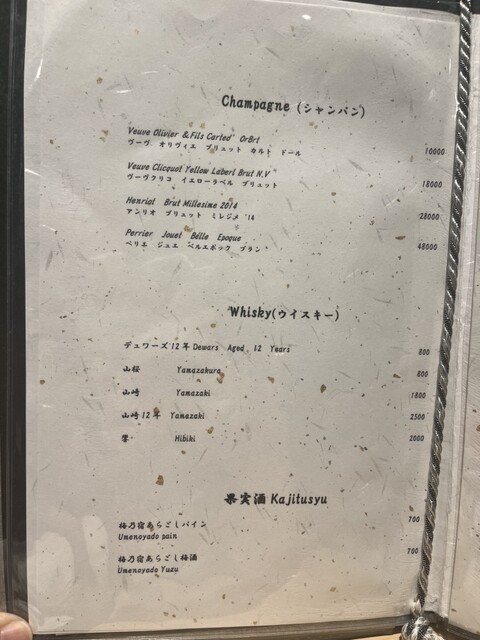 Champagne (シャンパン)
Veuve Olivier & Fils Carted' OrBrt
ヴーヴ オリヴィエ ブリュット カルト ドール 10000
Veuve Clicquot Yellow Laberl Brut N.V
ヴーヴクリコ イエローラベル ブリュット 18000
Henriot Brut Millesime 2014
アンリオ ブリュット ミレジメ '14 28000
Perrier Jouet Belle Epoque
ペリエ ジュエ ベルエポック ブラン 48000
Whisky(ウイスキー)
デュワーズ12年 Dewars Aged 12 Years 800
山桜 Yamazakura 800
山崎 Yamazaki 1800
山崎12年 Yamazaki 2500
響 Hibiki 2000
果実酒 Kajitusyu
梅乃宿あらごしパイン 700
Umenoyado pain
梅乃宿あらごし梅酒 700
Umenoyado Yuzu